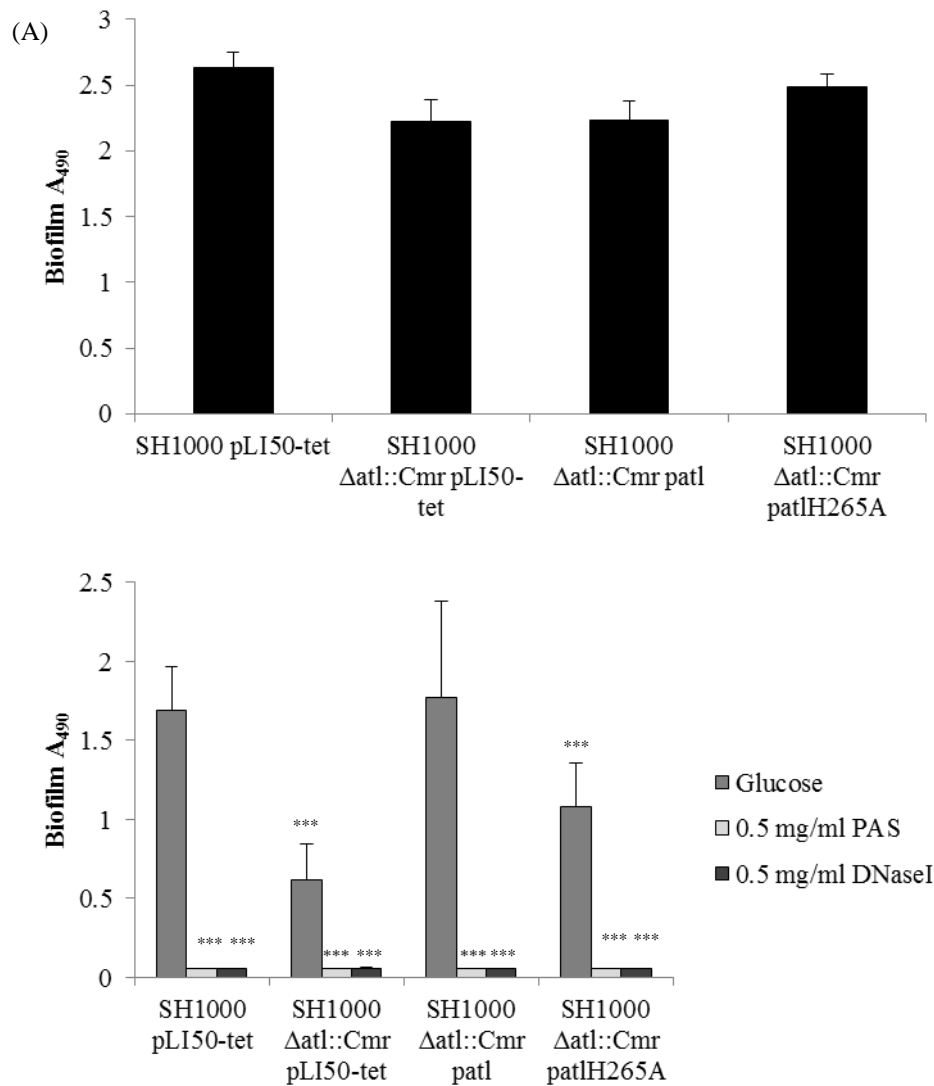 (A)
3
2.5
2
1.5
1
0.5
0
Biofilm A490
SH1000 pLI50-tet
SH1000
Δatl::Cmr pLI50-
tet
SH1000
Δatl::Cmr patl
SH1000
Δatl::Cmr
patlH265A
2.5
2
1.5
1
0.5
0
Biofilm A490
*** ***
***
*** ***
*** ***
***
*** ***
SH1000
pLI50-tet
SH1000
Δatl::Cmr
pLI50-tet
SH1000
Δatl::Cmr
patl
SH1000
Δatl::Cmr
patlH265A
Glucose
0.5 mg/ml PAS
0.5 mg/ml DNaseI